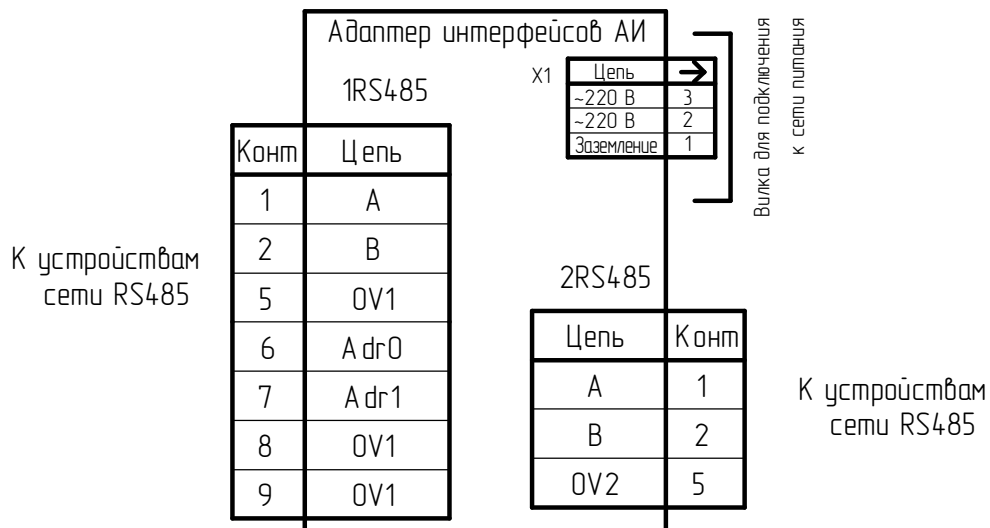 Адаптер интерфейсов АИ
1RS485
Конт Цепь
1 A
2 B
5 0V1
6 Adr0
7 Adr1
8 0V1
9 0V1
К устройствам
сети RS485
X1
Цепь →
~220 В 3
~220 В 2
Заземление 1
Вилка для подключения
к сети питания
2RS485
Цепь Конт
A 1
B 2
0V2 5
К устройствам
сети RS485